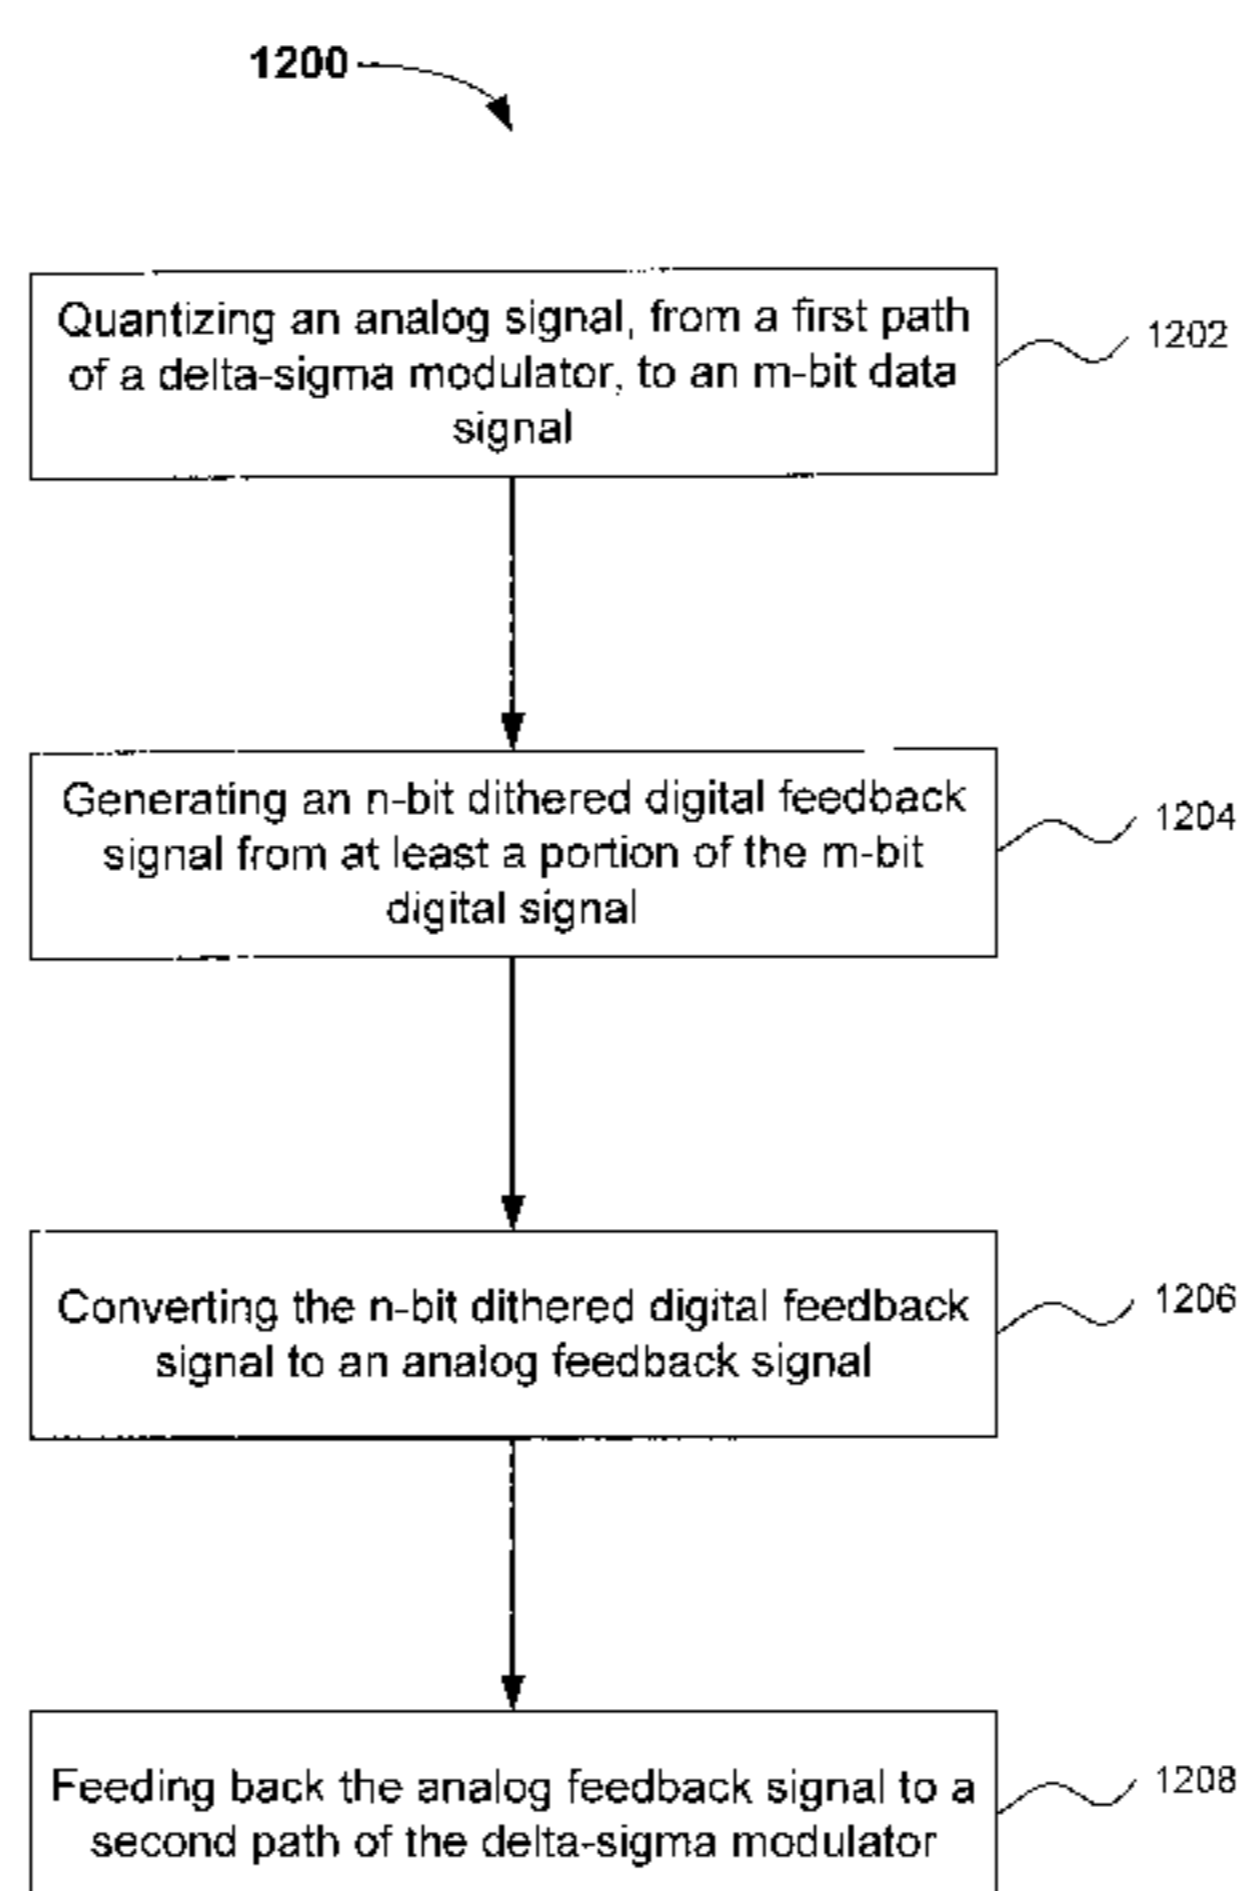 1200
Quantizing an analog signal, from a first path
of a delta-sigma modulator, to an m-bit data
signal
1202
Generating an n-bit dithered digital feedback
signal from at least a portion of the m-bit
digital signal
1204
Converting the n-bit dithered digital feedback
signal to an analog feedback signal
1206
Feeding back the analog feedback signal to a
second path of the delta-sigma modulator
1208